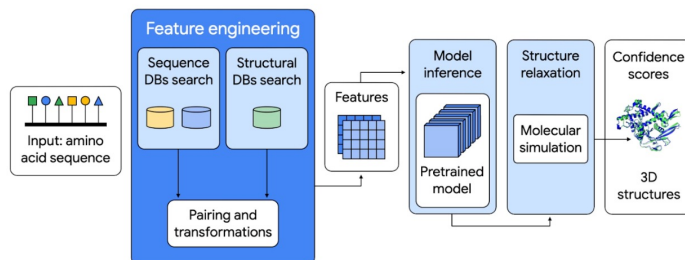 Feature engineering
Sequence
DBs search
Structural
DBs search
Pairing and
transformations
Input: amino
acid sequence
Features
Model
inference
Pretrained
model
Structure
relaxation
Molecular
simulation
Confidence
scores
3D
structures